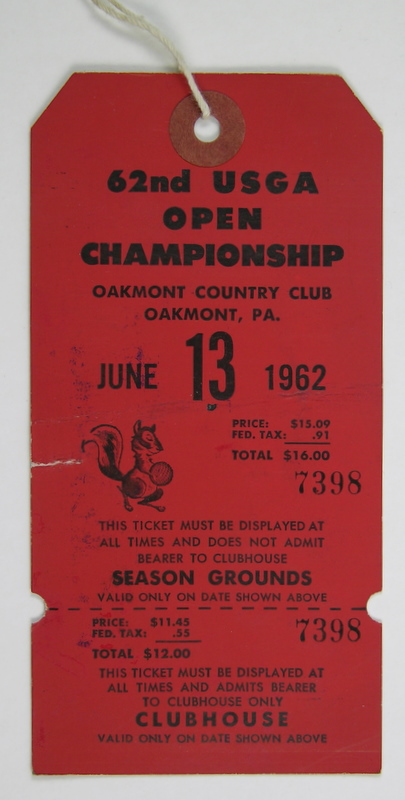 62nd USGA
OPEN
CHAMPIONSHIP
OAKMONT COUNTRY CLUB
OAKMONT, PA.
JUNE 13 1962
PRICE: $15.09
FED. TAX: .91
TOTAL $16.00
7398
THIS TICKET MUST BE DISPLAYED AT
ALL TIMES AND DOES NOT ADMIT
BEARER TO CLUBHOUSE
SEASON GROUNDS
VALID ONLY ON DATE SHOWN ABOVE
PRICE: $11.45
FED. TAX: .55
TOTAL $12.00
7398
THIS TICKET MUST BE DISPLAYED AT
ALL TIMES AND ADMITS BEARER
TO CLUBHOUSE ONLY
CLUBHOUSE
VALID ONLY ON DATE SHOWN ABOVE